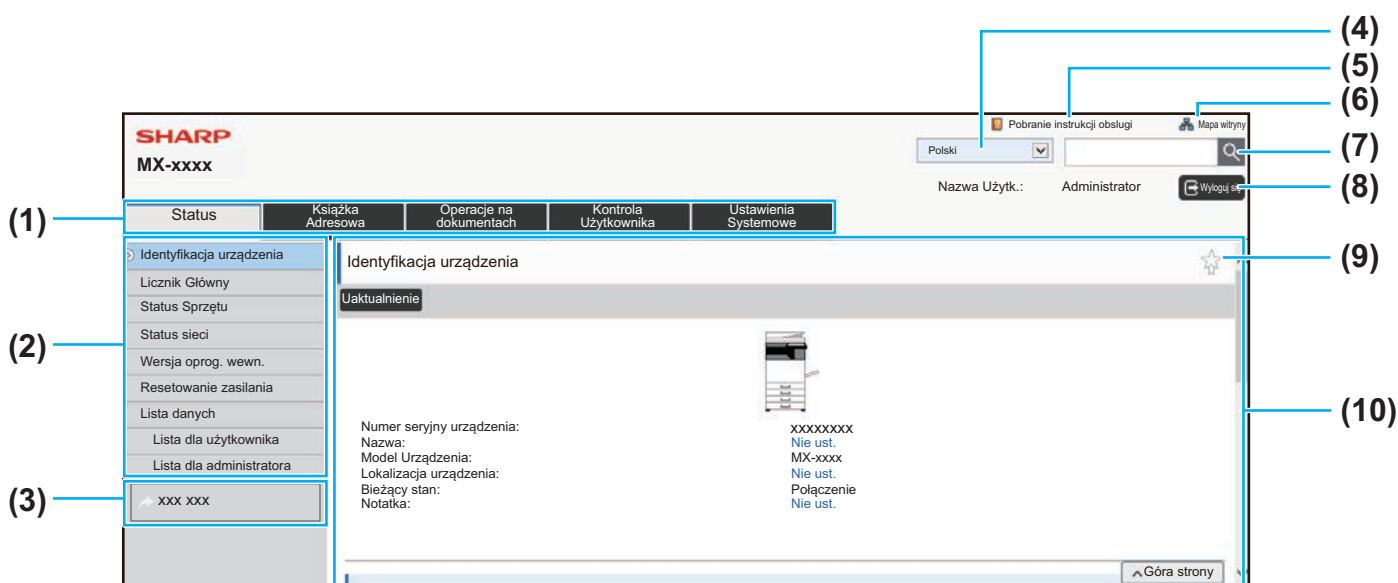 (4)
(5)
(6)
Pobranie instrukcji obsługi Mapa witryny
SHARP
MX-xxxx
Polski
(7)
Nazwa Użytk.: Administrator Wyloguj się
(8)
(1)
Status
Książka Adresowa
Operacje na dokumentach
Kontrola Użytkownika
Ustawienia Systemowe
(2)
Identyfikacja urządzenia
Licznik Główny
Status Sprzętu
Status sieci
Wersja oprog. wewn.
Resetowanie zasilania
Lista danych
Lista dla użytkownika
Lista dla administratora
(3)
xxx xxx
Identyfikacja urządzenia
(9)
Uaktualnienie
(10)
Numer seryjny urządzenia: xxxxxxxx
Nazwa: Nie ust.
Model Urządzenia: MX-xxxx
Lokalizacja urządzenia: Nie ust.
Bieżący stan: Połączenie
Notatka: Nie ust.
Góra strony